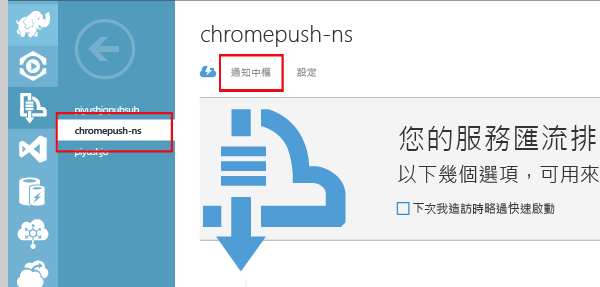 chromepush-ns
通知中樞
設定
piyushjopubsub
chromepush-ns
piyushjo
您的服務匯流排
以下幾個選項，可用來
下次我造訪時略過快速啟動